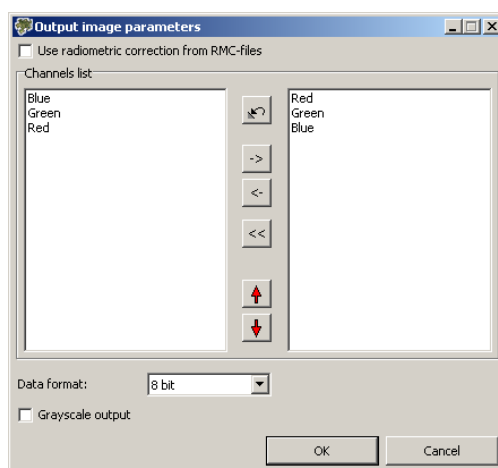 Output image parameters
Use radiometric correction from RMC-files
Channels list
Blue
Green
Red
->
<-
<<
Red
Green
Blue
Data format:
8 bit
Grayscale output
OK
Cancel